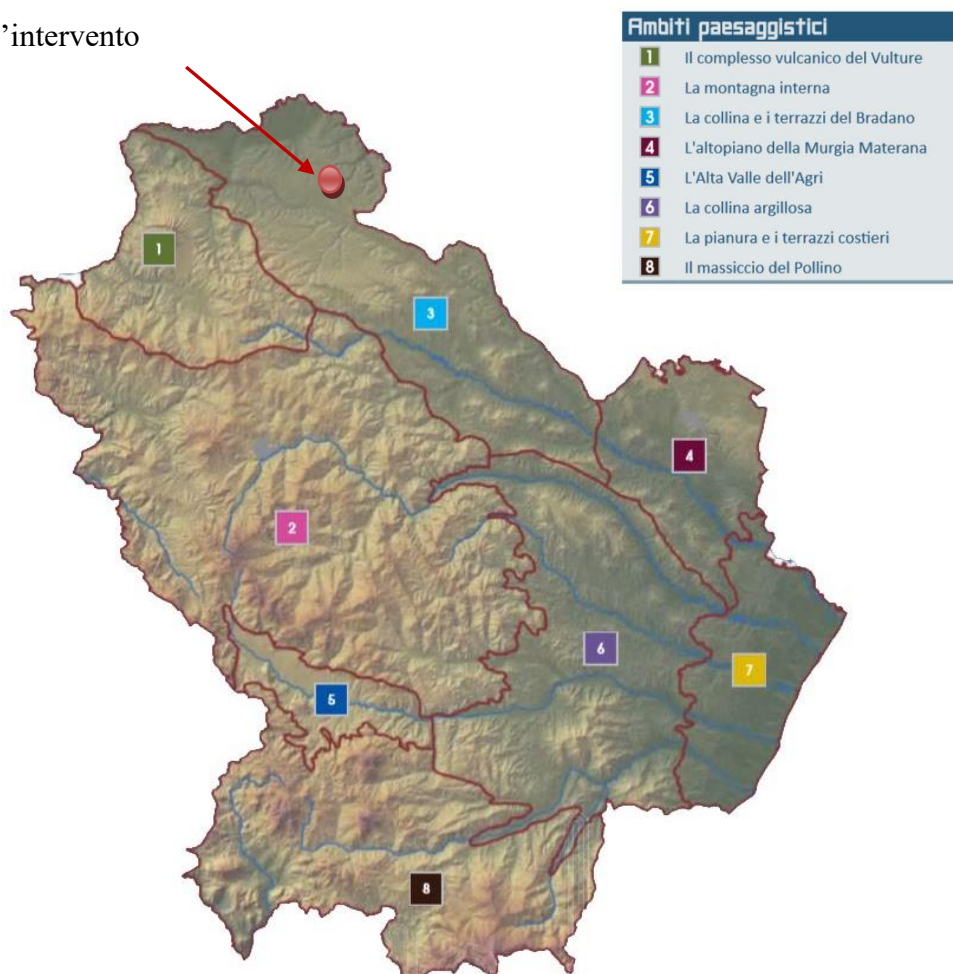 ’intervento
Ambiti paesaggistici
1 Il complesso vulcanico del Vulture
2 La montagna interna
3 La collina e i terrazzi del Bradano
4 L'altopiano della Murgia Materana
5 L'Alta Valle dell'Agri
6 La collina argillosa
7 La pianura e i terrazzi costieri
8 Il massiccio del Pollino
1
3
4
2
6
7
5
8